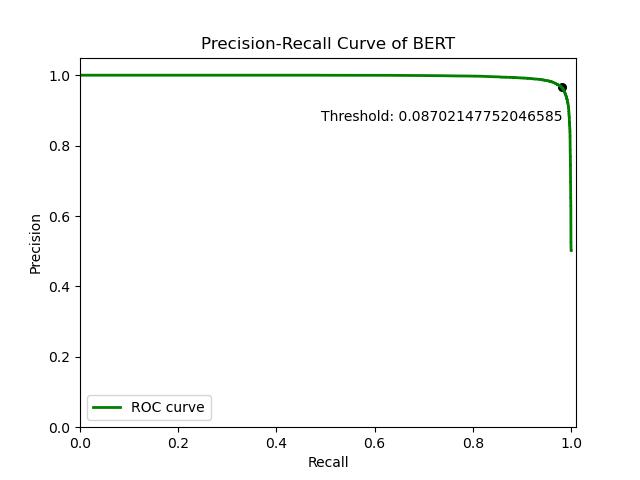 Precision-Recall Curve of BERT
1.0
Threshold: 0.08702147752046585
0.8
0.6
Precision
0.4
0.2
ROC curve
0.0
0.0 0.2 0.4 0.6 0.8 1.0
Recall